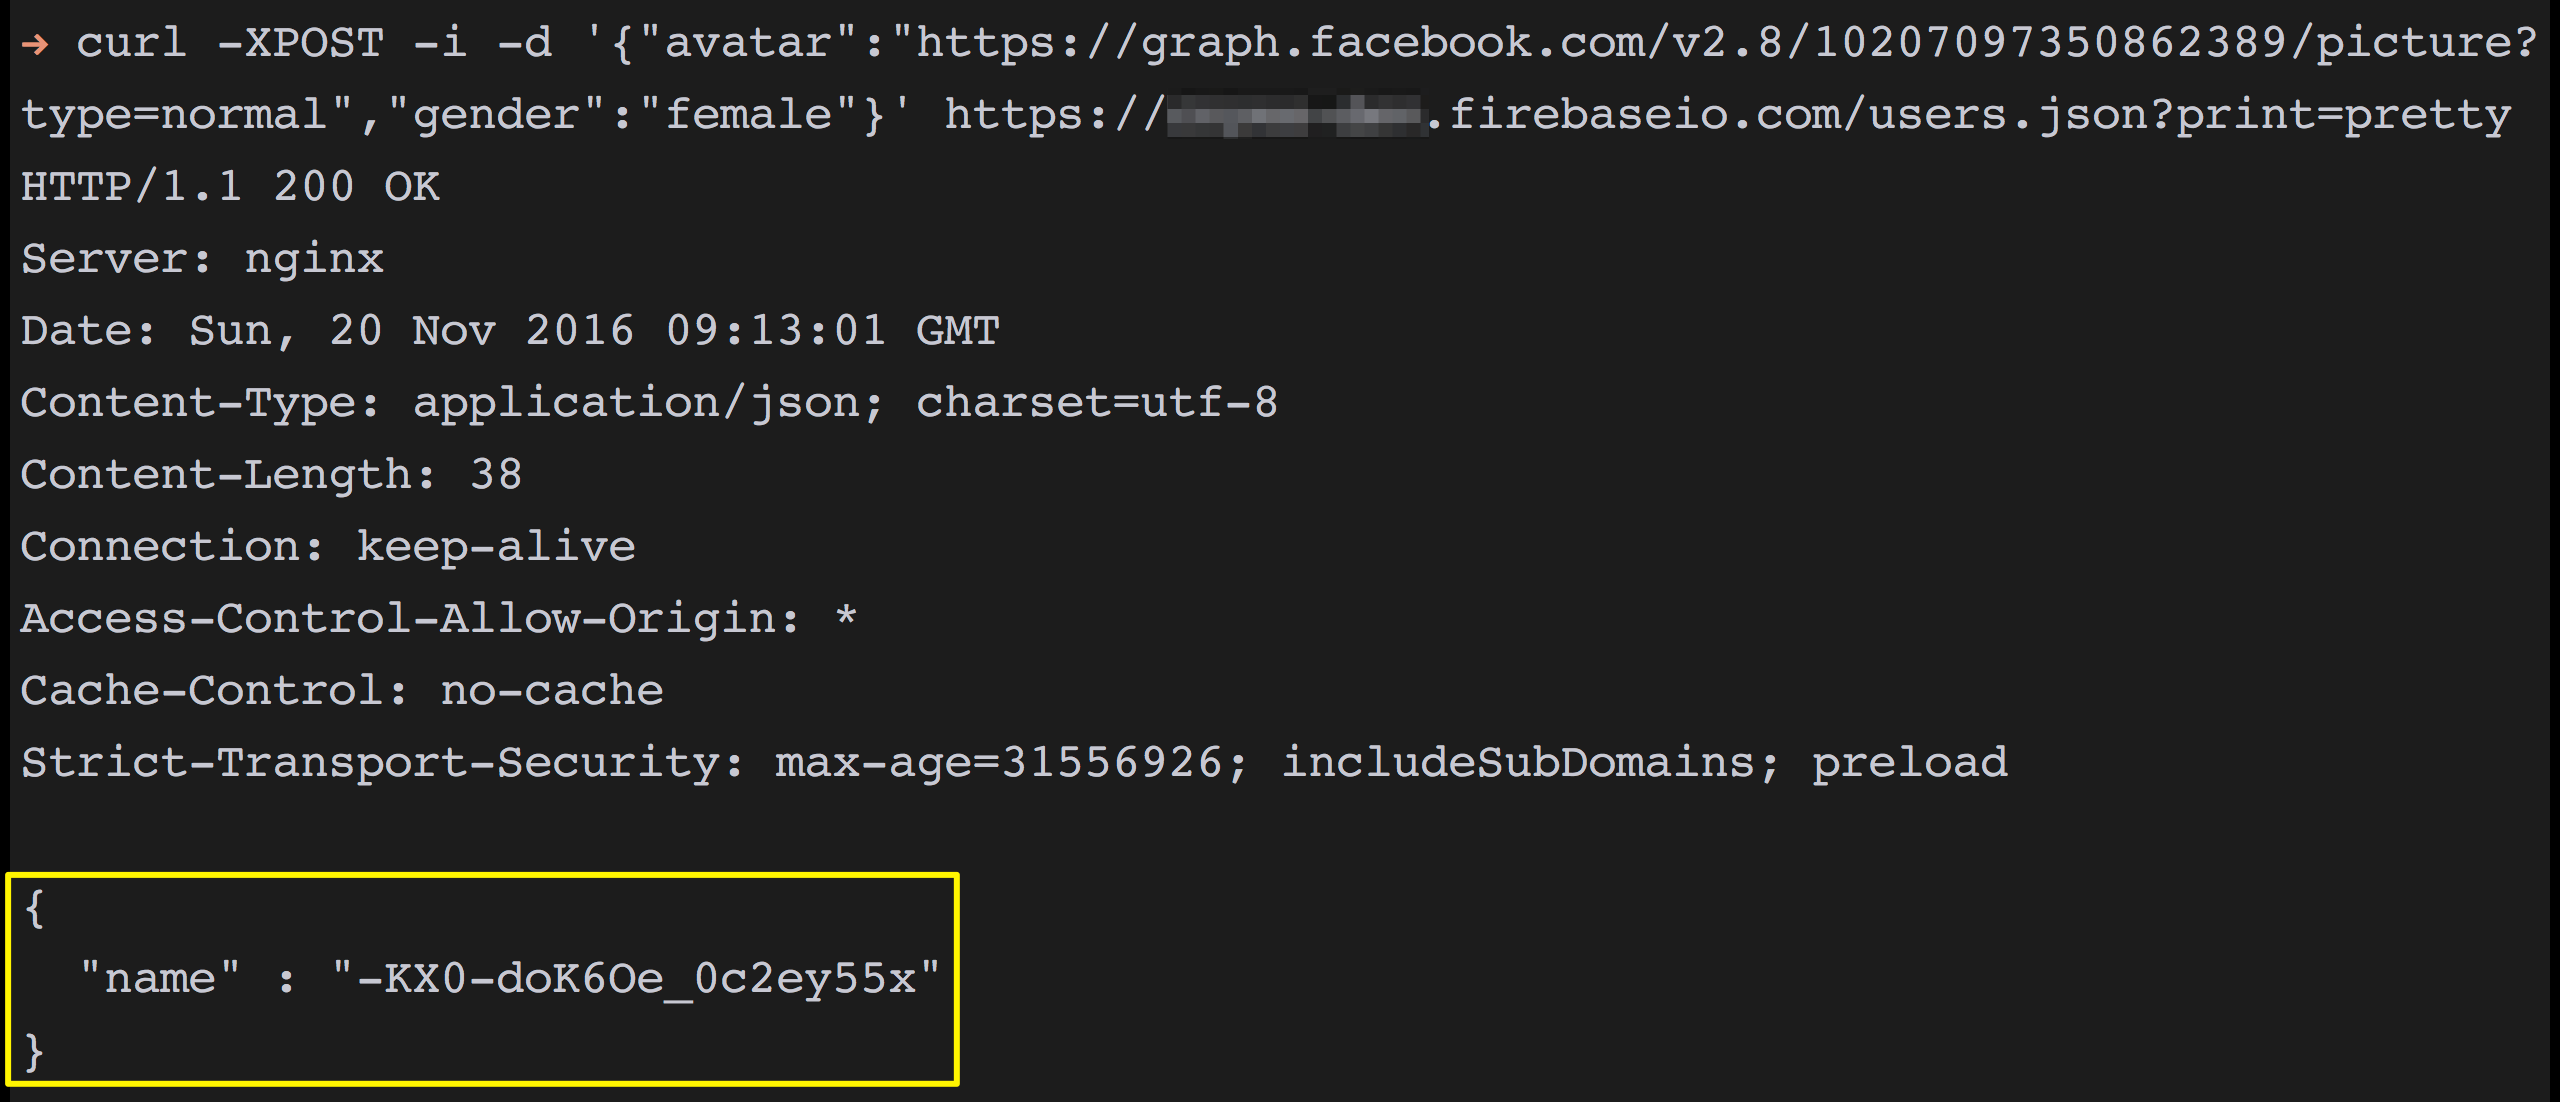 → curl -XPOST -i -d '{"avatar":"https://graph.facebook.com/v2.8/10207097350862389/picture?
type=normal","gender":"female"}' https://.firebaseio.com/users.json?print=pretty
HTTP/1.1 200 OK
Server: nginx
Date: Sun, 20 Nov 2016 09:13:01 GMT
Content-Type: application/json; charset=utf-8
Content-Length: 38
Connection: keep-alive
Access-Control-Allow-Origin: *
Cache-Control: no-cache
Strict-Transport-Security: max-age=31556926; includeSubDomains; preload
{
"name" : "-KX0-doK6Oe_0c2ey55x"
}